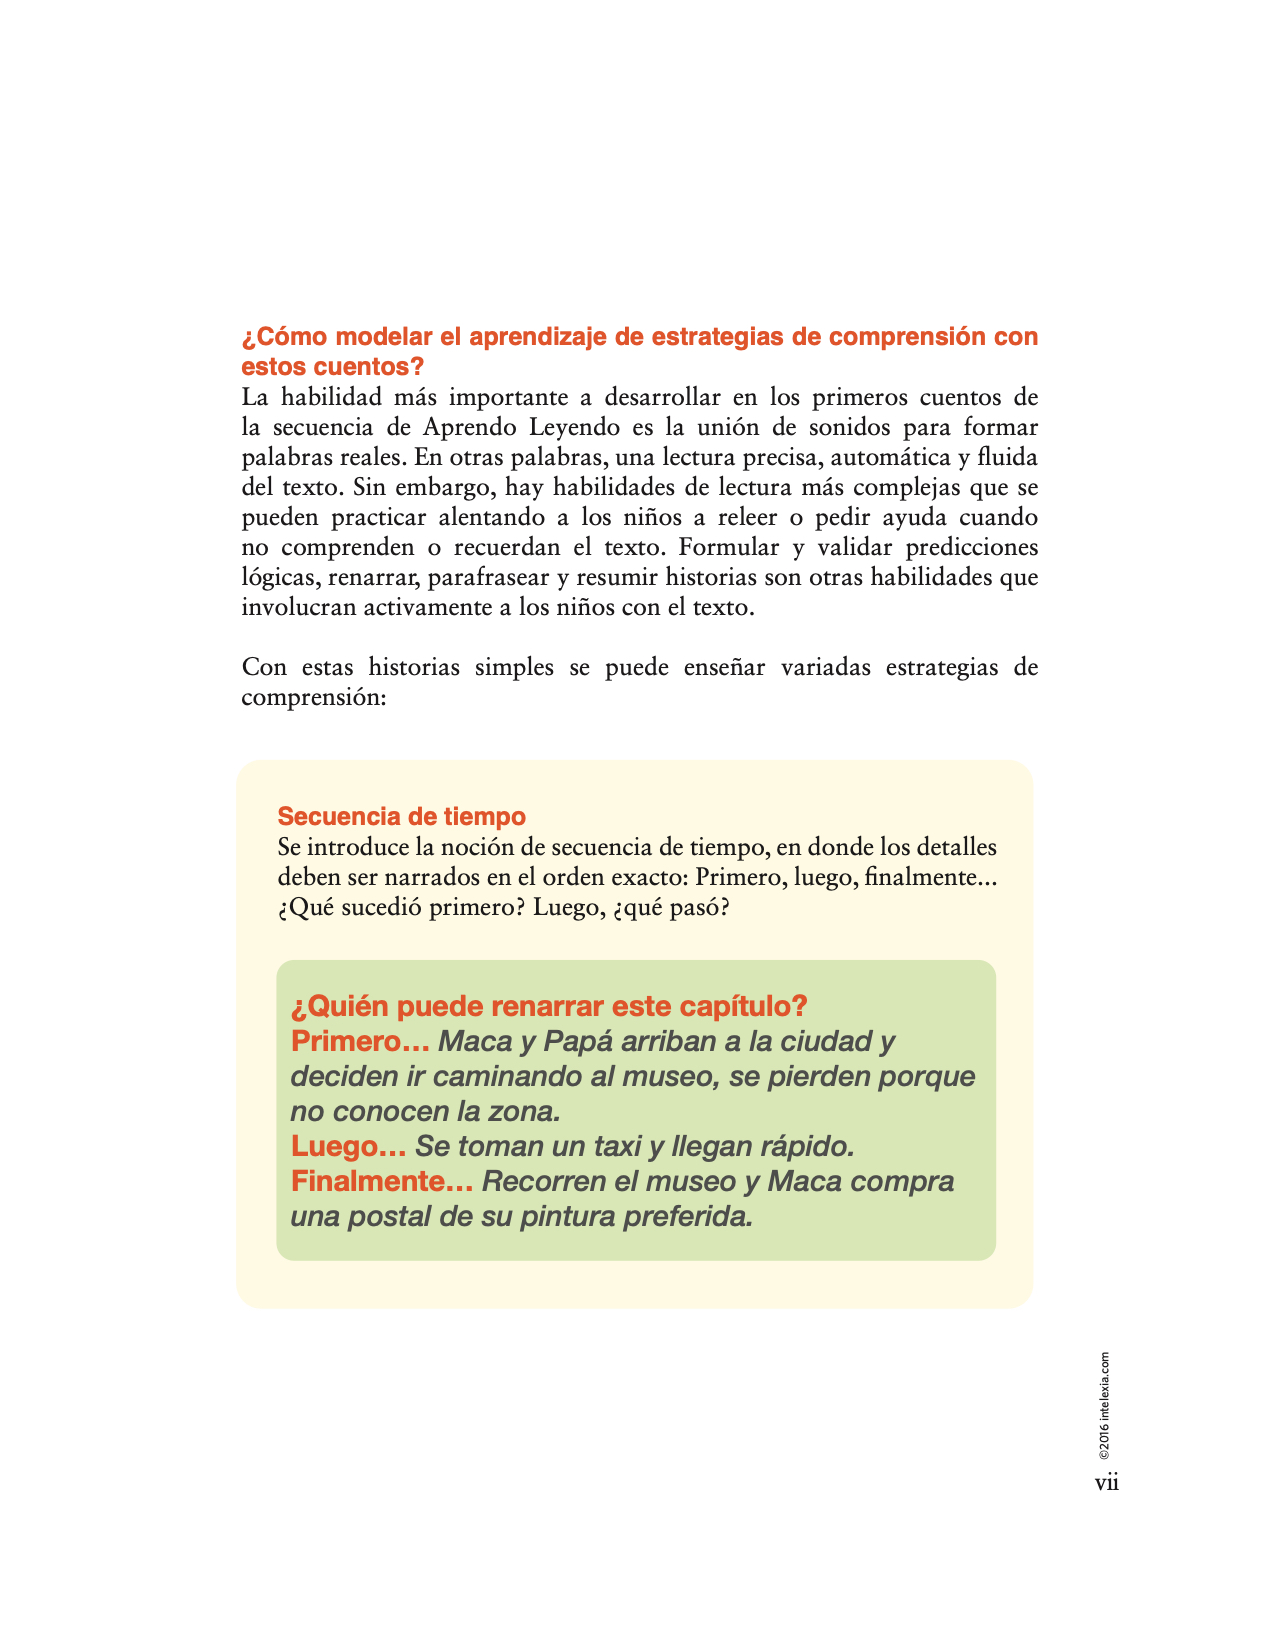 ¿Cómo modelar el aprendizaje de estrategias de comprensión con
estos cuentos?
La habilidad más importante a desarrollar en los primeros cuentos de
la secuencia de Aprendo Leyendo es la unión de sonidos para formar
palabras reales. En otras palabras, una lectura precisa, automática y fluida
del texto. Sin embargo, hay habilidades de lectura más complejas que se
pueden practicar alentando a los niños a releer o pedir ayuda cuando
no comprenden o recuerdan el texto. Formular y validar predicciones
lógicas, renarrar, parafrasear y resumir historias son otras habilidades que
involucran activamente a los niños con el texto.
Con estas historias simples se puede enseñar variadas estrategias de
comprensión:
Secuencia de tiempo
Se introduce la noción de secuencia de tiempo, en donde los detalles
deben ser narrados en el orden exacto: Primero, luego, finalmente...
¿Qué sucedió primero? Luego, ¿qué pasó?
¿Quién puede renarrar este capítulo?
Primero... Maca y Papá arriban a la ciudad y
deciden ir caminando al museo, se pierden porque
no conocen la zona.
Luego... Se toman un taxi y llegan rápido.
Finalmente... Recorren el museo y Maca compra
una postal de su pintura preferida.
©2016 intelexia.com
vii